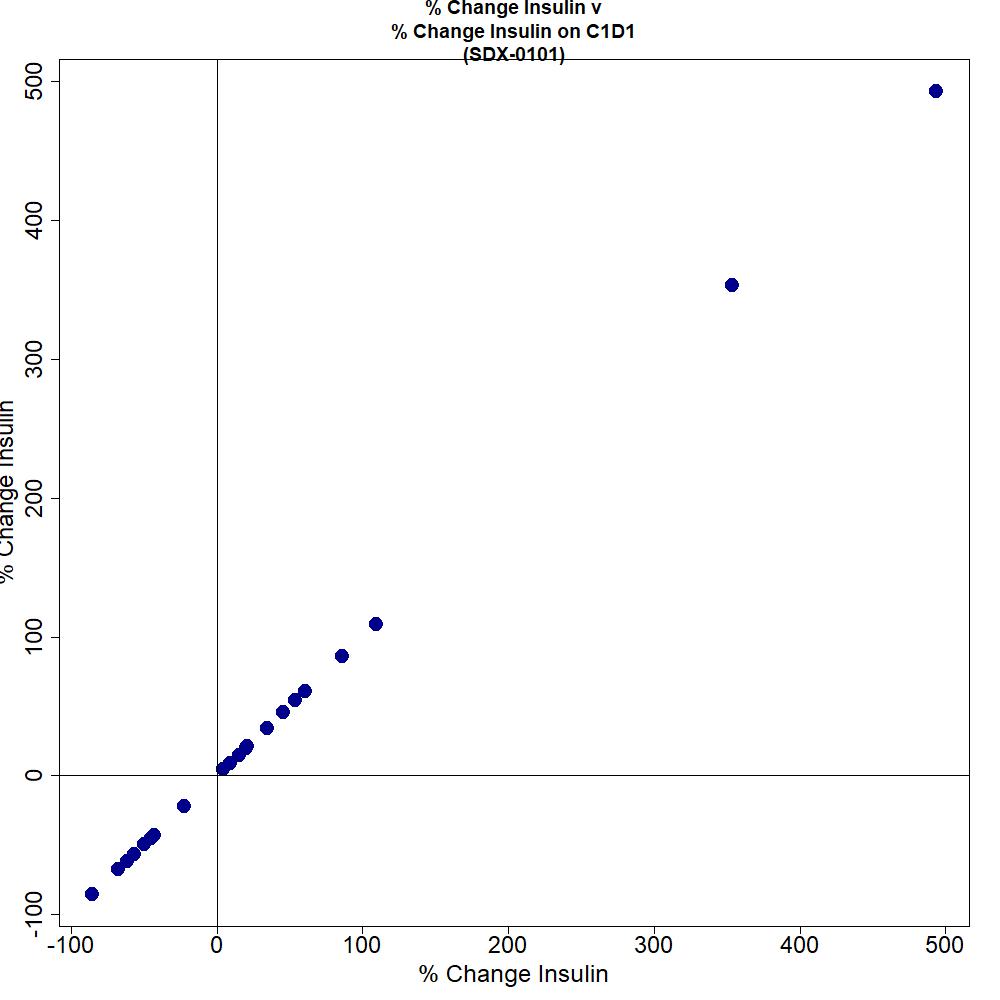 % Change Insulin v
% Change Insulin on C1D1
(SDX-0101)
500
400
300
200
100
0
-100
% Change Insulin
-100 0 100 200 300 400 500
% Change Insulin